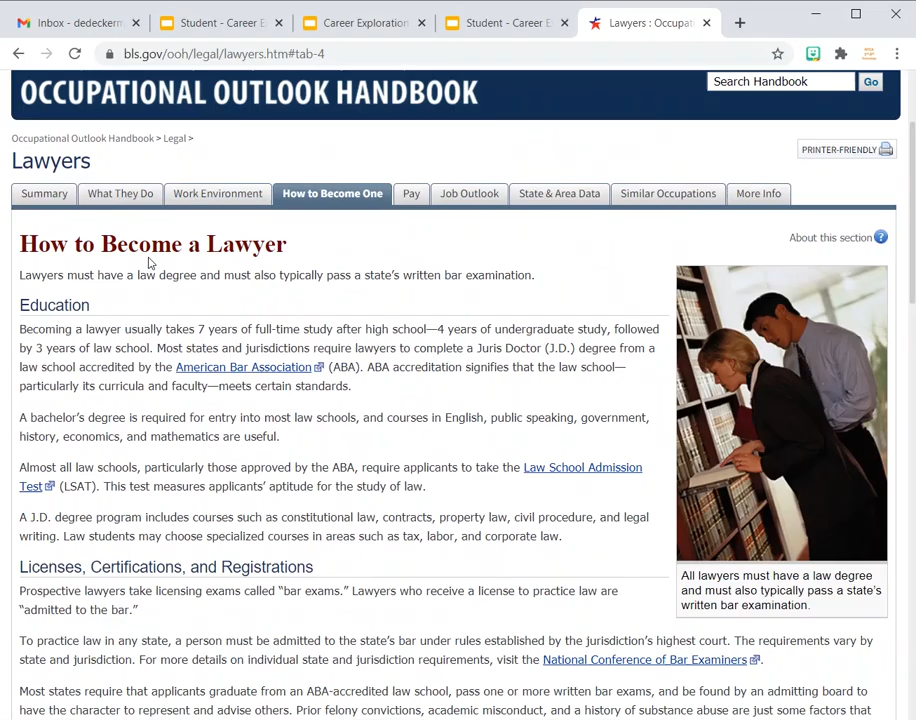 Inbox - dedeckerm
Student - Career E
Career Exploration
Student - Career E
Lawyers : Occupat
bls.gov/ooh/legal/lawyers.htm#tab-4
OCCUPATIONAL OUTLOOK HANDBOOK
Search Handbook
Go
Occupational Outlook Handbook > Legal >
PRINTER-FRIENDLY
Lawyers
Summary
What They Do
Work Environment
How to Become One
Pay
Job Outlook
State & Area Data
Similar Occupations
More Info
How to Become a Lawyer
About this section ?
Lawyers must have a law degree and must also typically pass a state's written bar examination.
Education
Becoming a lawyer usually takes 7 years of full-time study after high school—4 years of undergraduate study, followed
by 3 years of law school. Most states and jurisdictions require lawyers to complete a Juris Doctor (J.D.) degree from a
law school accredited by the American Bar Association (ABA). ABA accreditation signifies that the law school—
particularly its curricula and faculty—meets certain standards.
A bachelor's degree is required for entry into most law schools, and courses in English, public speaking, government,
history, economics, and mathematics are useful.
Almost all law schools, particularly those approved by the ABA, require applicants to take the Law School Admission
Test (LSAT). This test measures applicants' aptitude for the study of law.
A J.D. degree program includes courses such as constitutional law, contracts, property law, civil procedure, and legal
writing. Law students may choose specialized courses in areas such as tax, labor, and corporate law.
All lawyers must have a law degree
and must also typically pass a state's
written bar examination.
Licenses, Certifications, and Registrations
Prospective lawyers take licensing exams called "bar exams." Lawyers who receive a license to practice law are
"admitted to the bar."
To practice law in any state, a person must be admitted to the state's bar under rules established by the jurisdiction's highest court. The requirements vary by
state and jurisdiction. For more details on individual state and jurisdiction requirements, visit the National Conference of Bar Examiners.
Most states require that applicants graduate from an ABA-accredited law school, pass one or more written bar exams, and be found by an admitting board to
have the character to represent and advise others. Prior felony convictions, academic misconduct, and a history of substance abuse are just some factors that